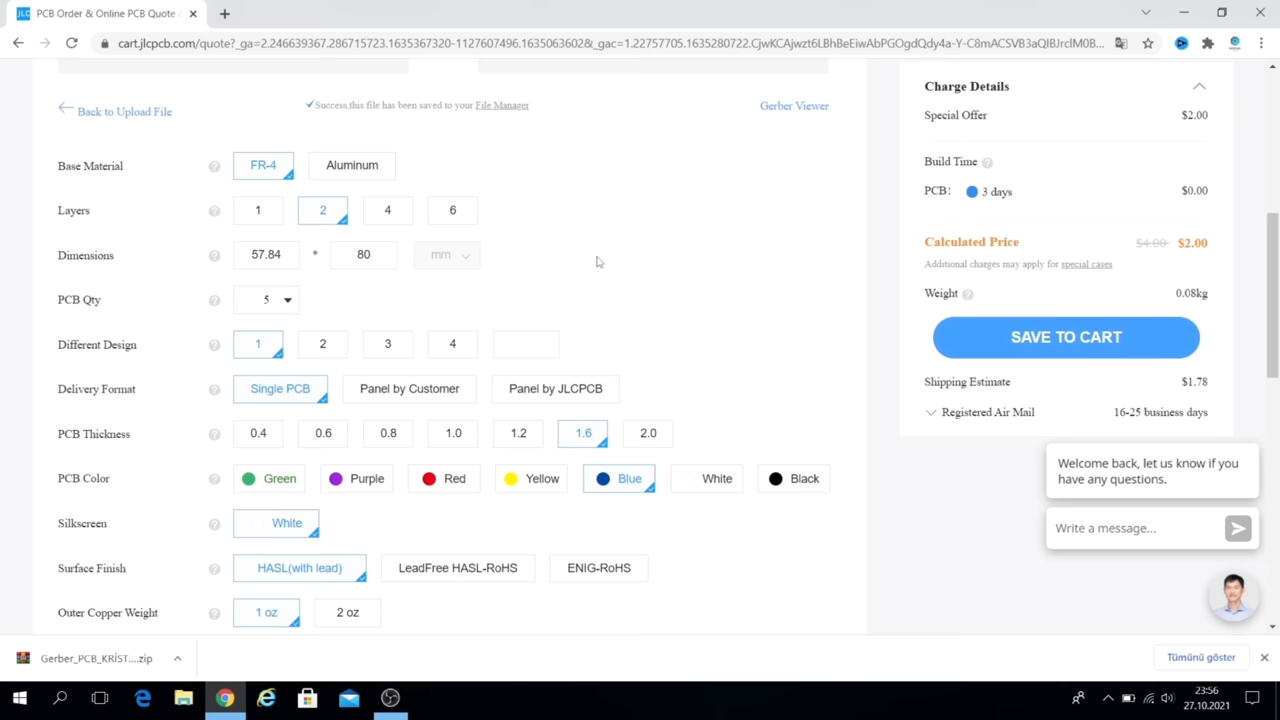 PCB Order & Online PCB Quote
cart.jlcpcb.com/quote?_ga=2.246639367.286715723.1635367320-1127607496.1635063602&_gac=1.22757705.1635280722.CjwKCAjwzt6LBhBeEiwAbPGOgdQdy4a-Y-C8mACSVB3aQIBJrclM0B...
Back to Upload File
Success,this file has been saved to your File Manager
Gerber Viewer
Base Material ? FR-4 Aluminum
Layers ? 1 2 4 6
Dimensions ? 57.84 * 80 mm
PCB Qty ? 5
Different Design ? 1 2 3 4
Delivery Format ? Single PCB Panel by Customer Panel by JLCPCB
PCB Thickness ? 0.4 0.6 0.8 1.0 1.2 1.6 2.0
PCB Color ? Green Purple Red Yellow Blue White Black
Silkscreen ? White
Surface Finish ? HASL(with lead) LeadFree HASL-RoHS ENIG-RoHS
Outer Copper Weight ? 1 oz 2 oz
Charge Details
Special Offer $2.00
Build Time ?
PCB: 3 days $0.00
Calculated Price $4.00 $2.00
Additional charges may apply for special cases
Weight ? 0.08kg
SAVE TO CART
Shipping Estimate $1.78
Registered Air Mail 16-25 business days
Welcome back, let us know if you
have any questions.
Write a message...
Gerber_PCB_KRİST....zip
Tümünü göster
23:56
27.10.2021